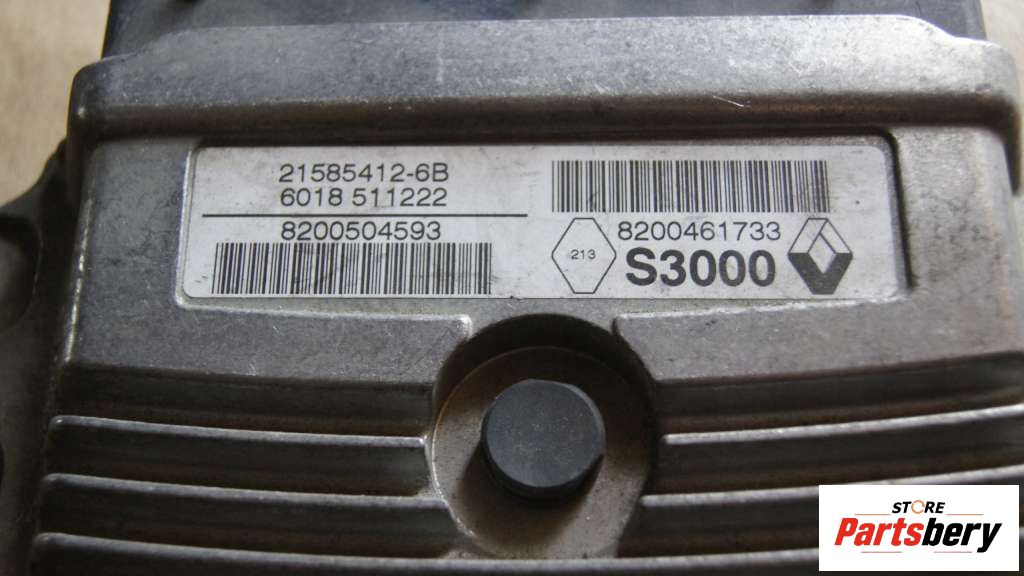 21585412-6B
6018 511222
8200504593
213
8200461733
S3000
STORE
Partsbery